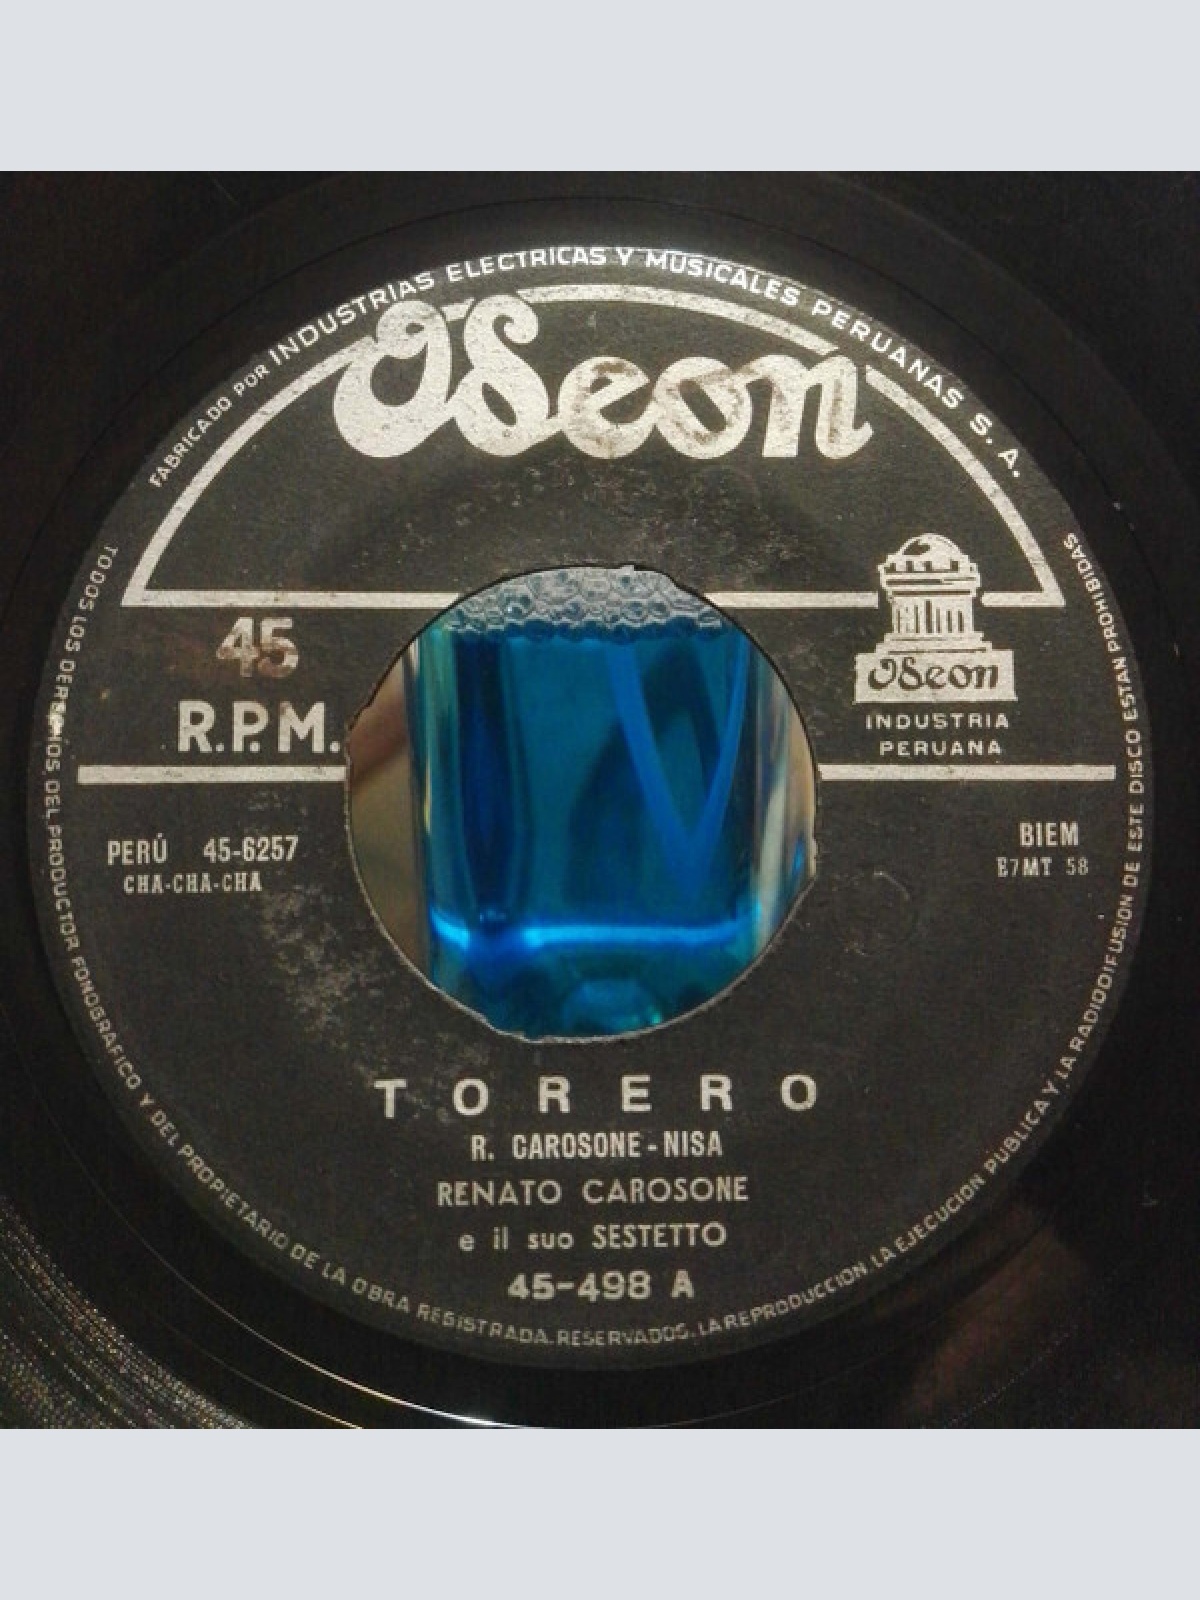 FABRICADO POR INDUSTRIAS ELECTRICAS Y MUSICALES PERUANAS S. A.
Odeon
45
R.P.M.
Odeon
INDUSTRIA
PERUANA
PERÚ 45-6257
CHA-CHA-CHA
BIEM
E7MT 58
TORERO
R. CAROSONE - NISA
RENATO CAROSONE
e il suo SESTETTO
45-498 A
TODOS LOS DERECHOS DEL PRODUCTOR FONOGRAFICO Y DEL PROPIETARIO DE LA OBRA REGISTRADA. RESERVADOS. LA REPRODUCCION, LA EJECUCION PUBLICA Y LA RADIODIFUSION DE ESTE DISCO ESTAN PROHIBIDAS